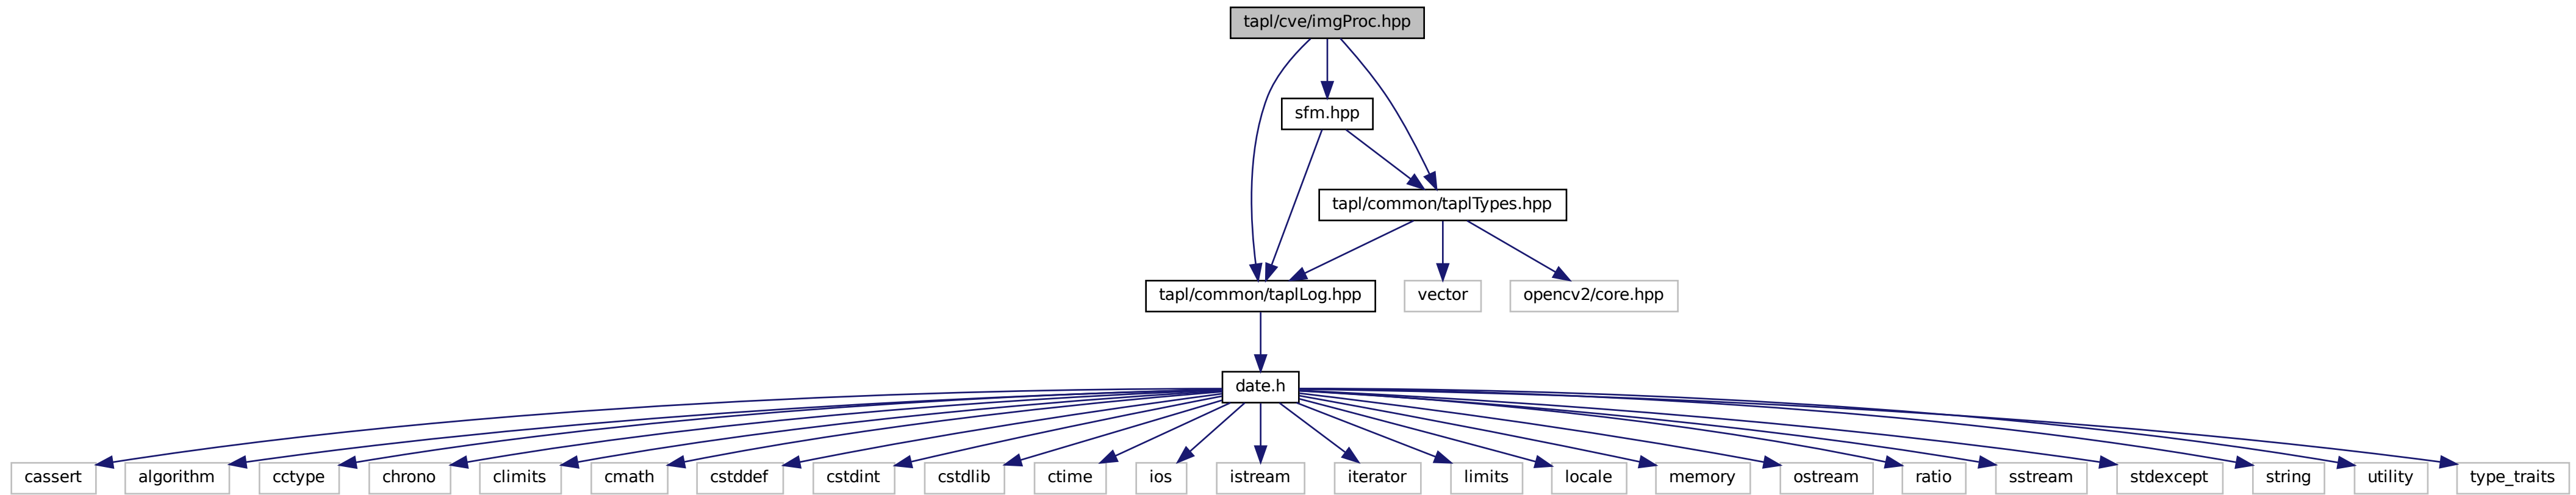 tapl/cve/imgProc.hpp
sfm.hpp
tapl/common/taplTypes.hpp
tapl/common/taplLog.hpp
vector
opencv2/core.hpp
date.h
cassert
algorithm
cctype
chrono
climits
cmath
cstddef
cstdint
cstdlib
ctime
ios
istream
iterator
limits
locale
memory
ostream
ratio
sstream
stdexcept
string
utility
type_traits